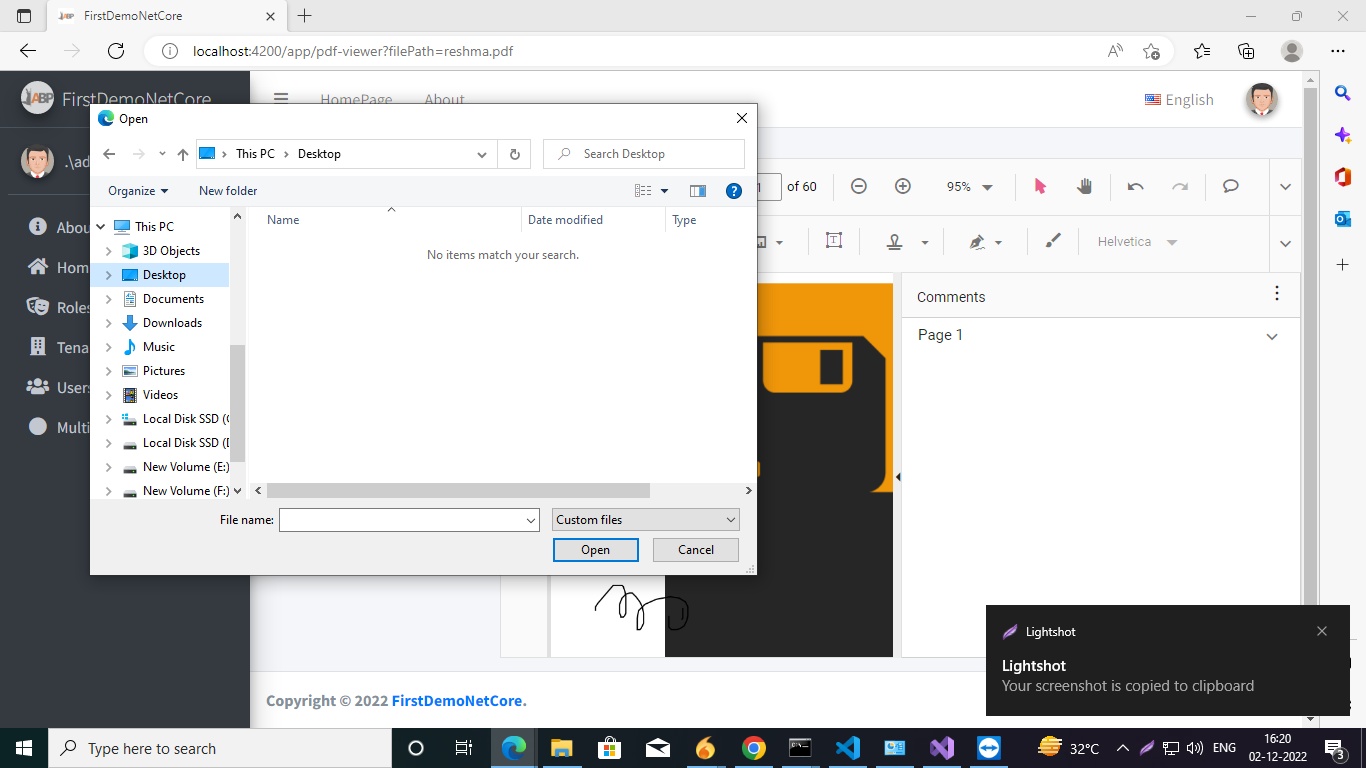 FirstDemoNetCore
localhost:4200/app/pdf-viewer?filePath=reshma.pdf
ABP FirstDemoNetCore
HomePage About
English
Open
This PC Desktop
Search Desktop
Organize
New folder
Name
Date modified
Type
No items match your search.
This PC
3D Objects
Desktop
Documents
Downloads
Music
Pictures
Videos
Local Disk SSD (
Local Disk SSD (
New Volume (E:)
New Volume (F:)
File name:
Custom files
Open
Cancel
.\ad
Abou
Hom
Roles
Tena
Users
Multi
1 of 60
95%
Helvetica
Comments
Page 1
Copyright © 2022 FirstDemoNetCore.
Lightshot
Lightshot
Your screenshot is copied to clipboard
Type here to search
32°C
ENG
16:20
02-12-2022
3